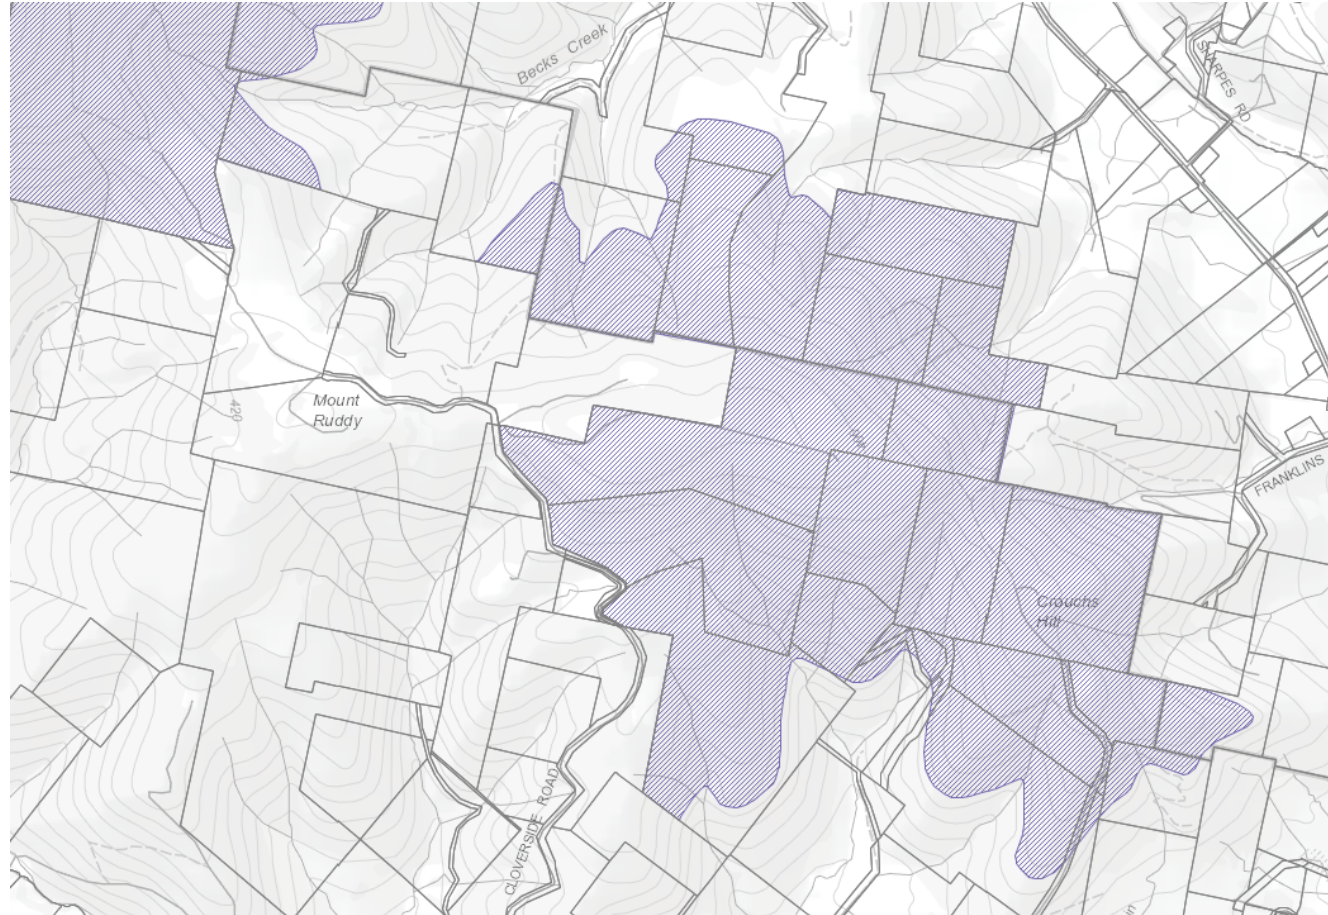 Becks Creek
SHARPES RD
Mount
Ruddy
420
FRANKLINS
Crouchs
Hill
CLOVERSIDE ROAD